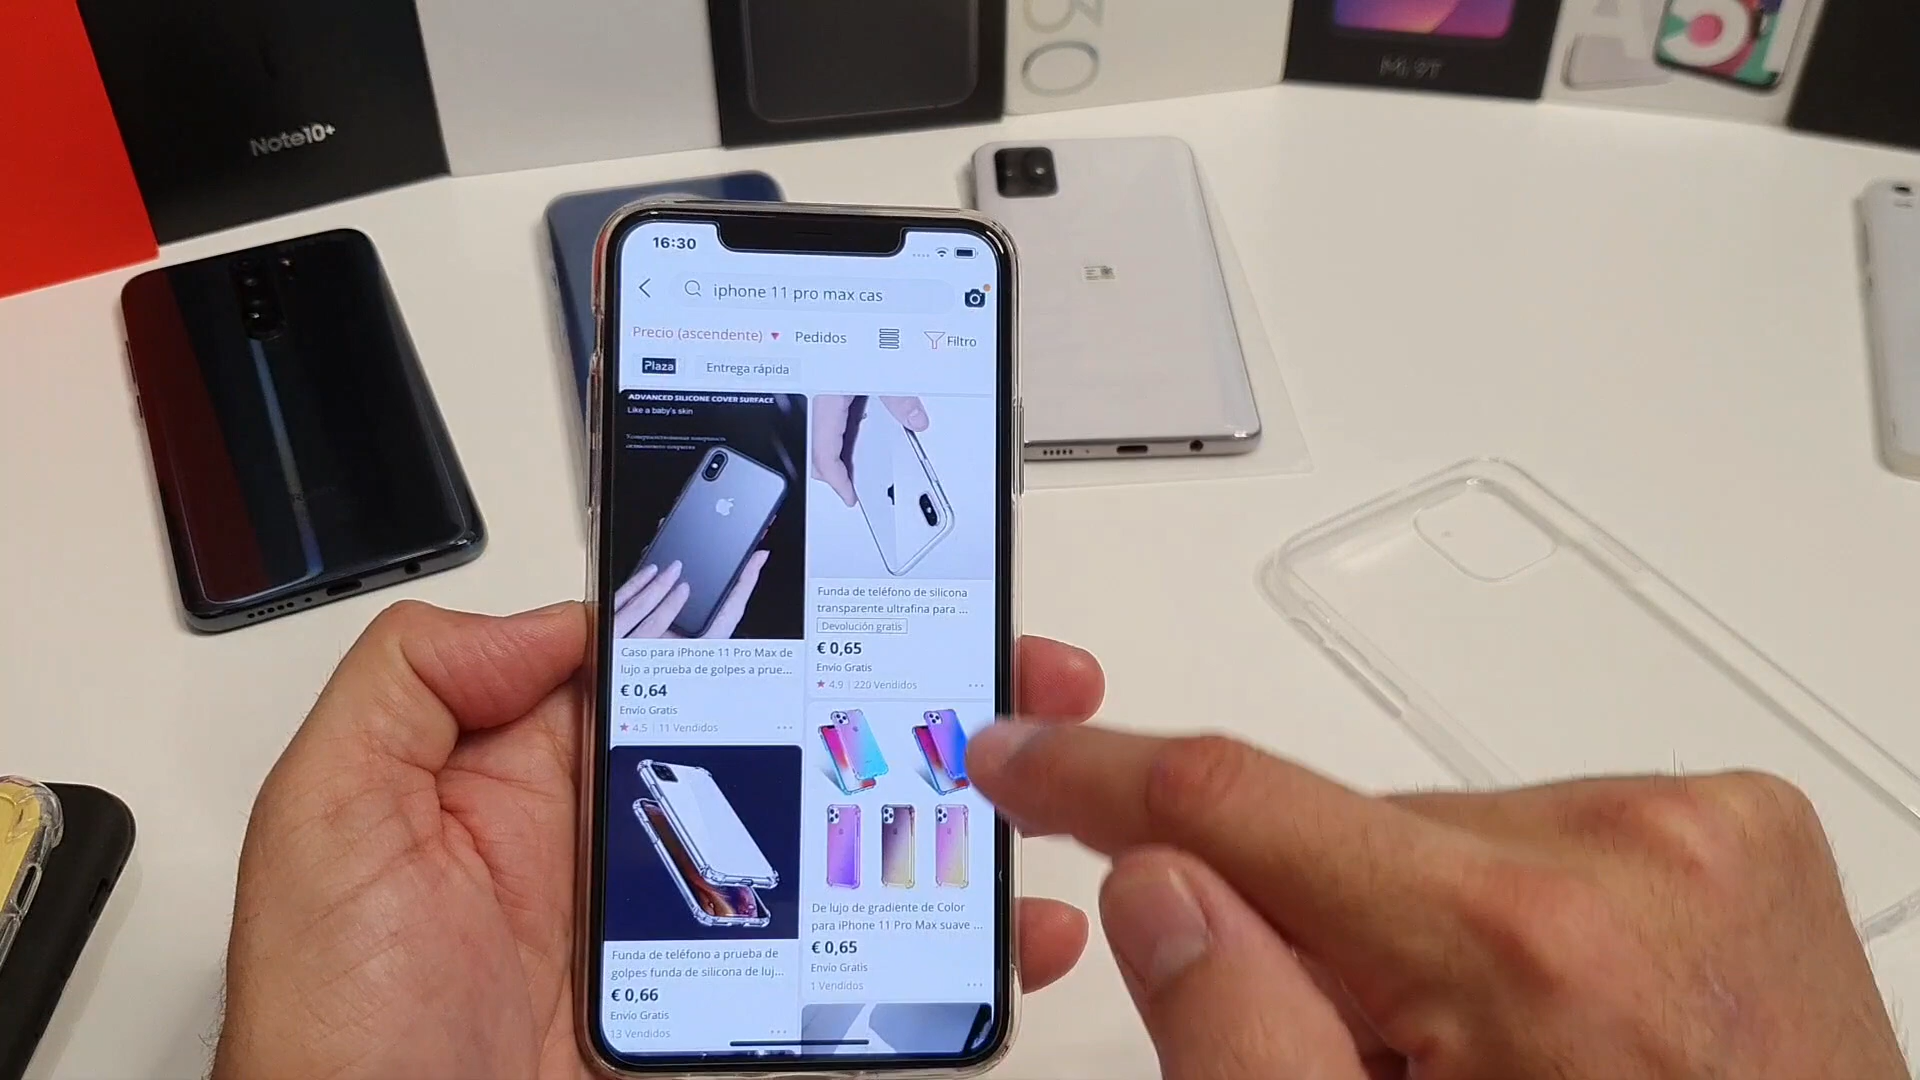 Note10+
30
Mi 9T
A51
16:30
iphone 11 pro max cas
Precio (ascendente)
Pedidos
Filtro
Plaza
Entrega rápida
ADVANCED SILICONE COVER SURFACE
Like a baby's skin
Caso para iPhone 11 Pro Max de
lujo a prueba de golpes a prue...
€ 0,64
Envío Gratis
4.5 | 11 Vendidos
Funda de teléfono de silicona
transparente ultrafina para ...
Devolución gratis
€ 0,65
Envío Gratis
4.9 | 220 Vendidos
Funda de teléfono a prueba de
golpes funda de silicona de luj...
€ 0,66
Envío Gratis
13 Vendidos
De lujo de gradiente de Color
para iPhone 11 Pro Max suave ...
€ 0,65
Envío Gratis
1 Vendidos